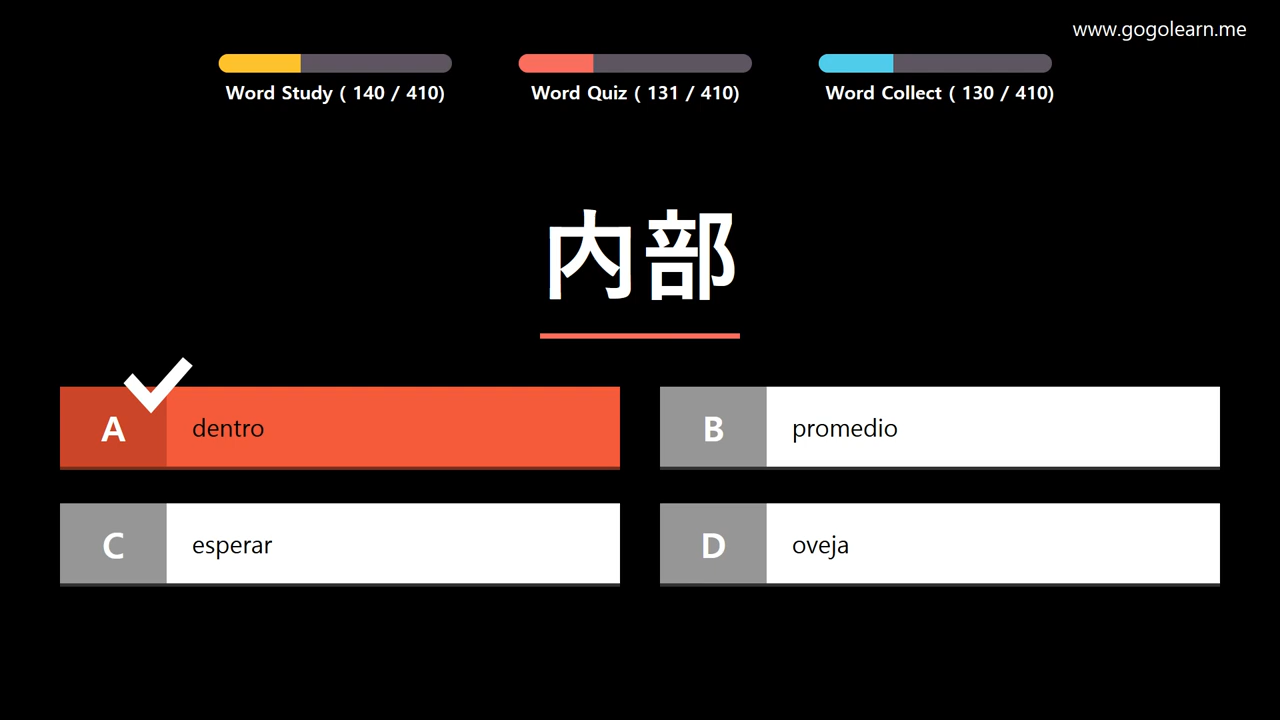 www.gogolearn.me
Word Study ( 140 / 410)
Word Quiz ( 131 / 410)
Word Collect ( 130 / 410)
内部
A dentro
B promedio
C esperar
D oveja